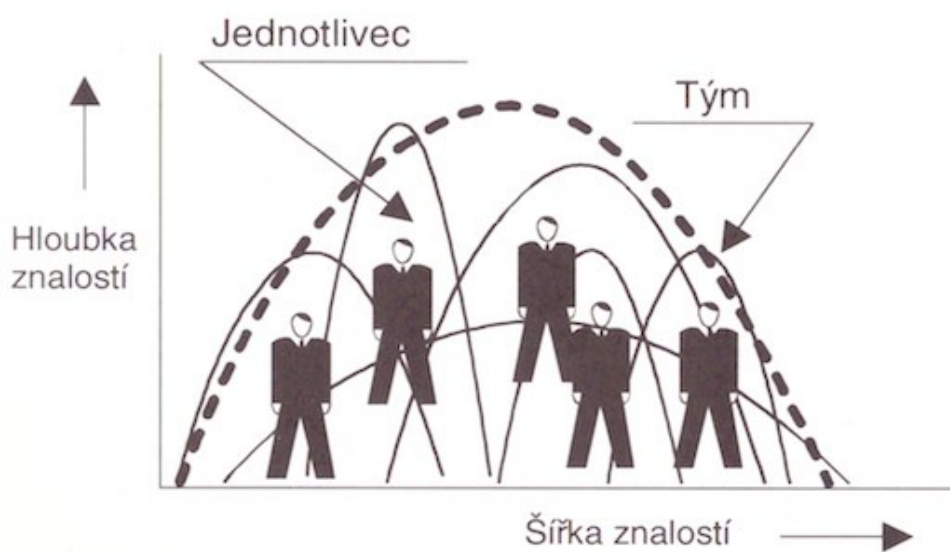 Jednotlivec
Tým
Hloubka
znalostí
Šířka znalostí